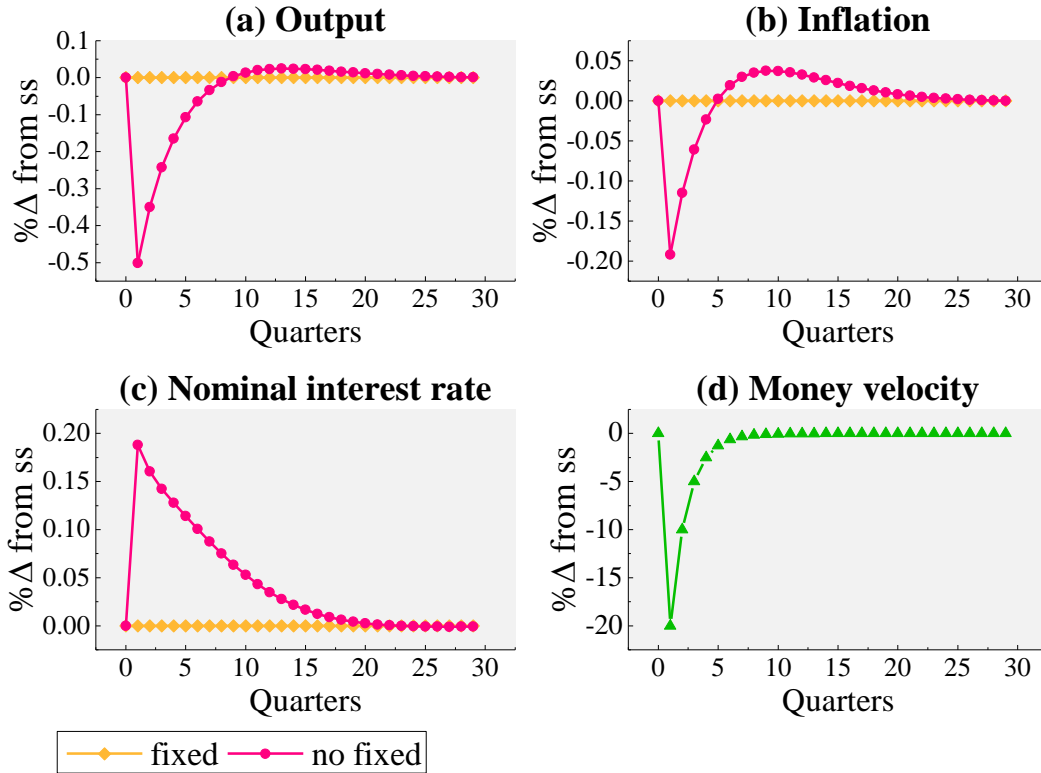 (a) Output
0.1
0.0
-0.1
-0.2
-0.3
-0.4
-0.5
%Δ from ss
0 5 10 15 20 25 30
Quarters
(b) Inflation
0.05
0.00
-0.05
-0.10
-0.15
-0.20
%Δ from ss
0 5 10 15 20 25 30
Quarters
(c) Nominal interest rate
0.20
0.15
0.10
0.05
0.00
%Δ from ss
0 5 10 15 20 25 30
Quarters
(d) Money velocity
0
-5
-10
-15
-20
%Δ from ss
0 5 10 15 20 25 30
Quarters
fixed no fixed